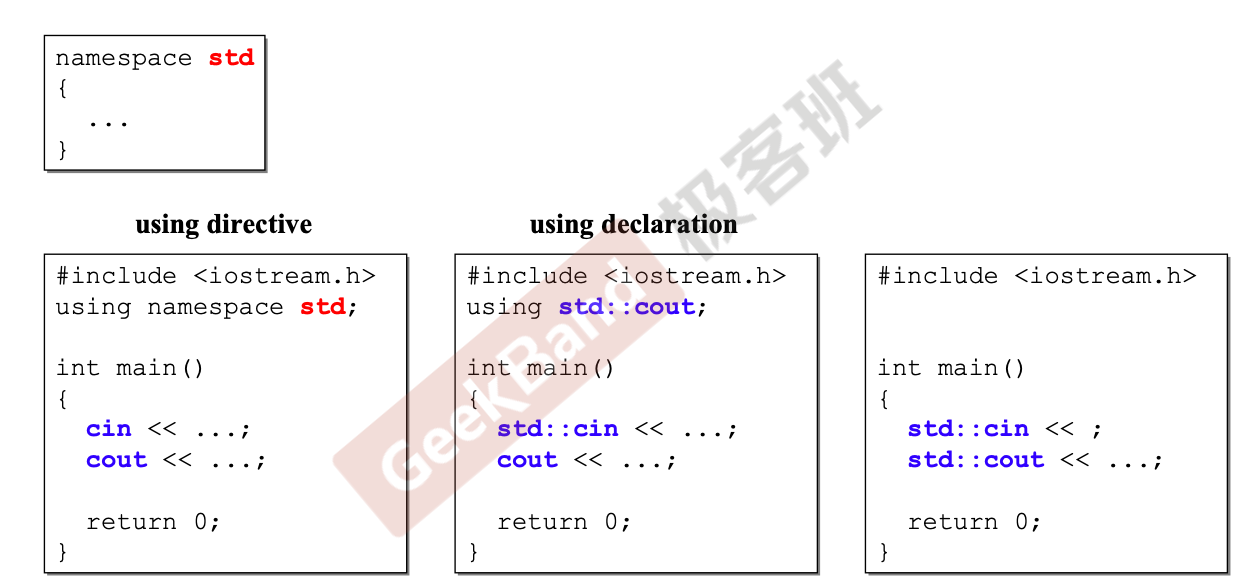 namespace std
{
...
}
using directive
#include <iostream.h>
using namespace std;
int main()
{
cin << ...;
cout << ...;
return 0;
}
using declaration
#include <iostream.h>
using std::cout;
int main()
{
std::cin << ...;
cout << ...;
return 0;
}
#include <iostream.h>
int main()
{
std::cin << ;
std::cout << ...;
return 0;
}
GeekBand 极客班